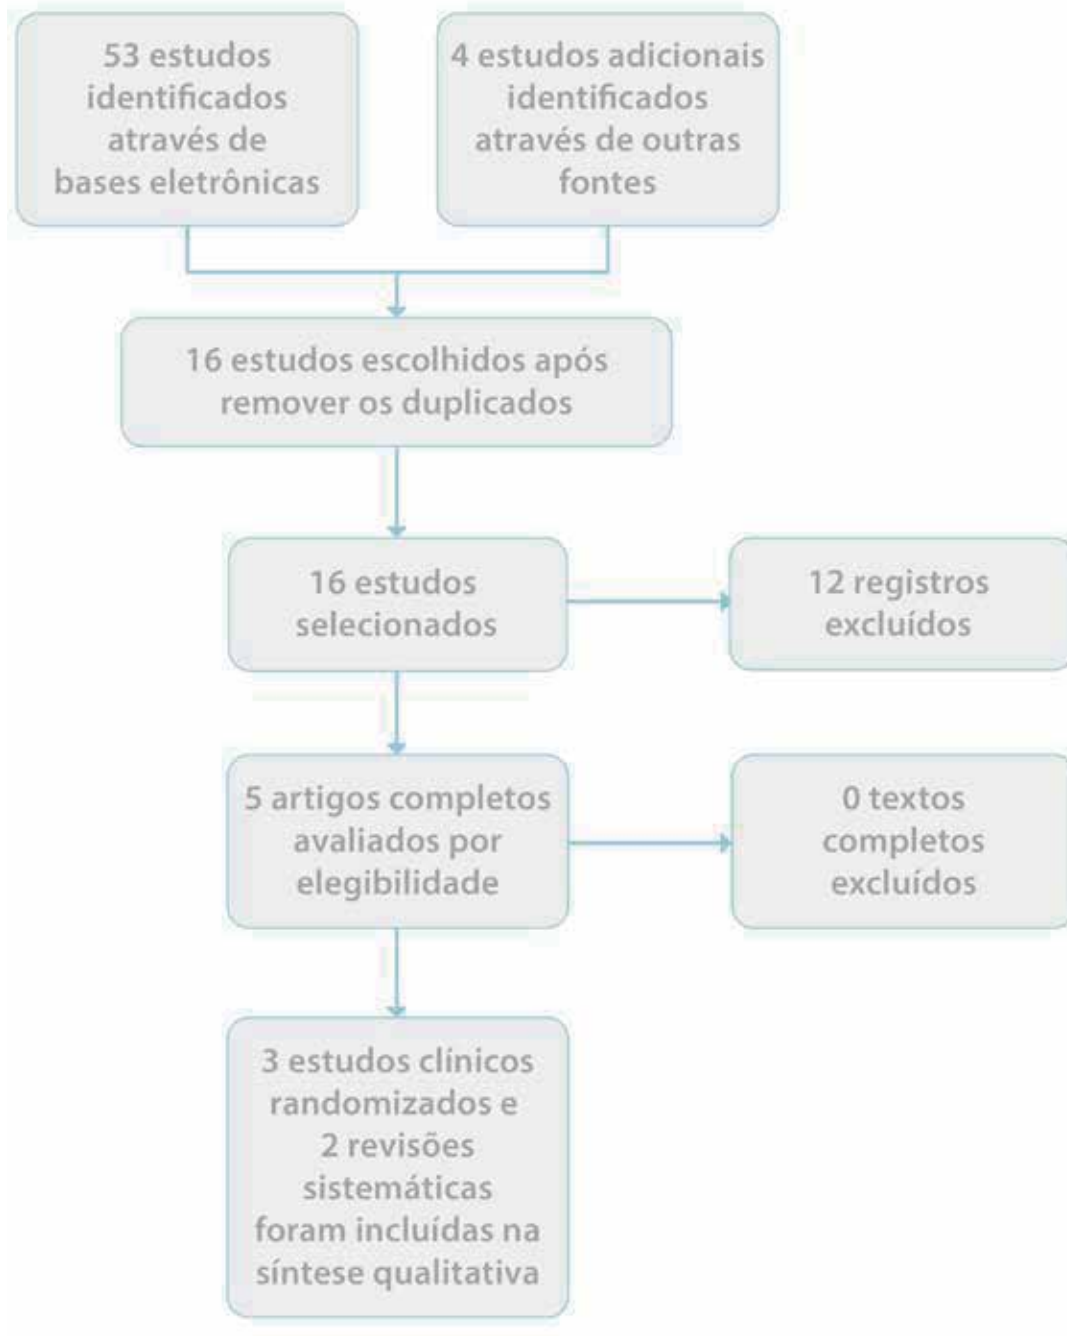 53 estudos
identificados
através de
bases eletrônicas
4 estudos adicionais
identificados
através de outras
fontes
16 estudos escolhidos após
remover os duplicados
16 estudos
selecionados
12 registros
excluídos
5 artigos completos
avaliados por
elegibilidade
0 textos
completos
excluídos
3 estudos clínicos
randomizados e
2 revisões
sistemáticas
foram incluídas na
síntese qualitativa